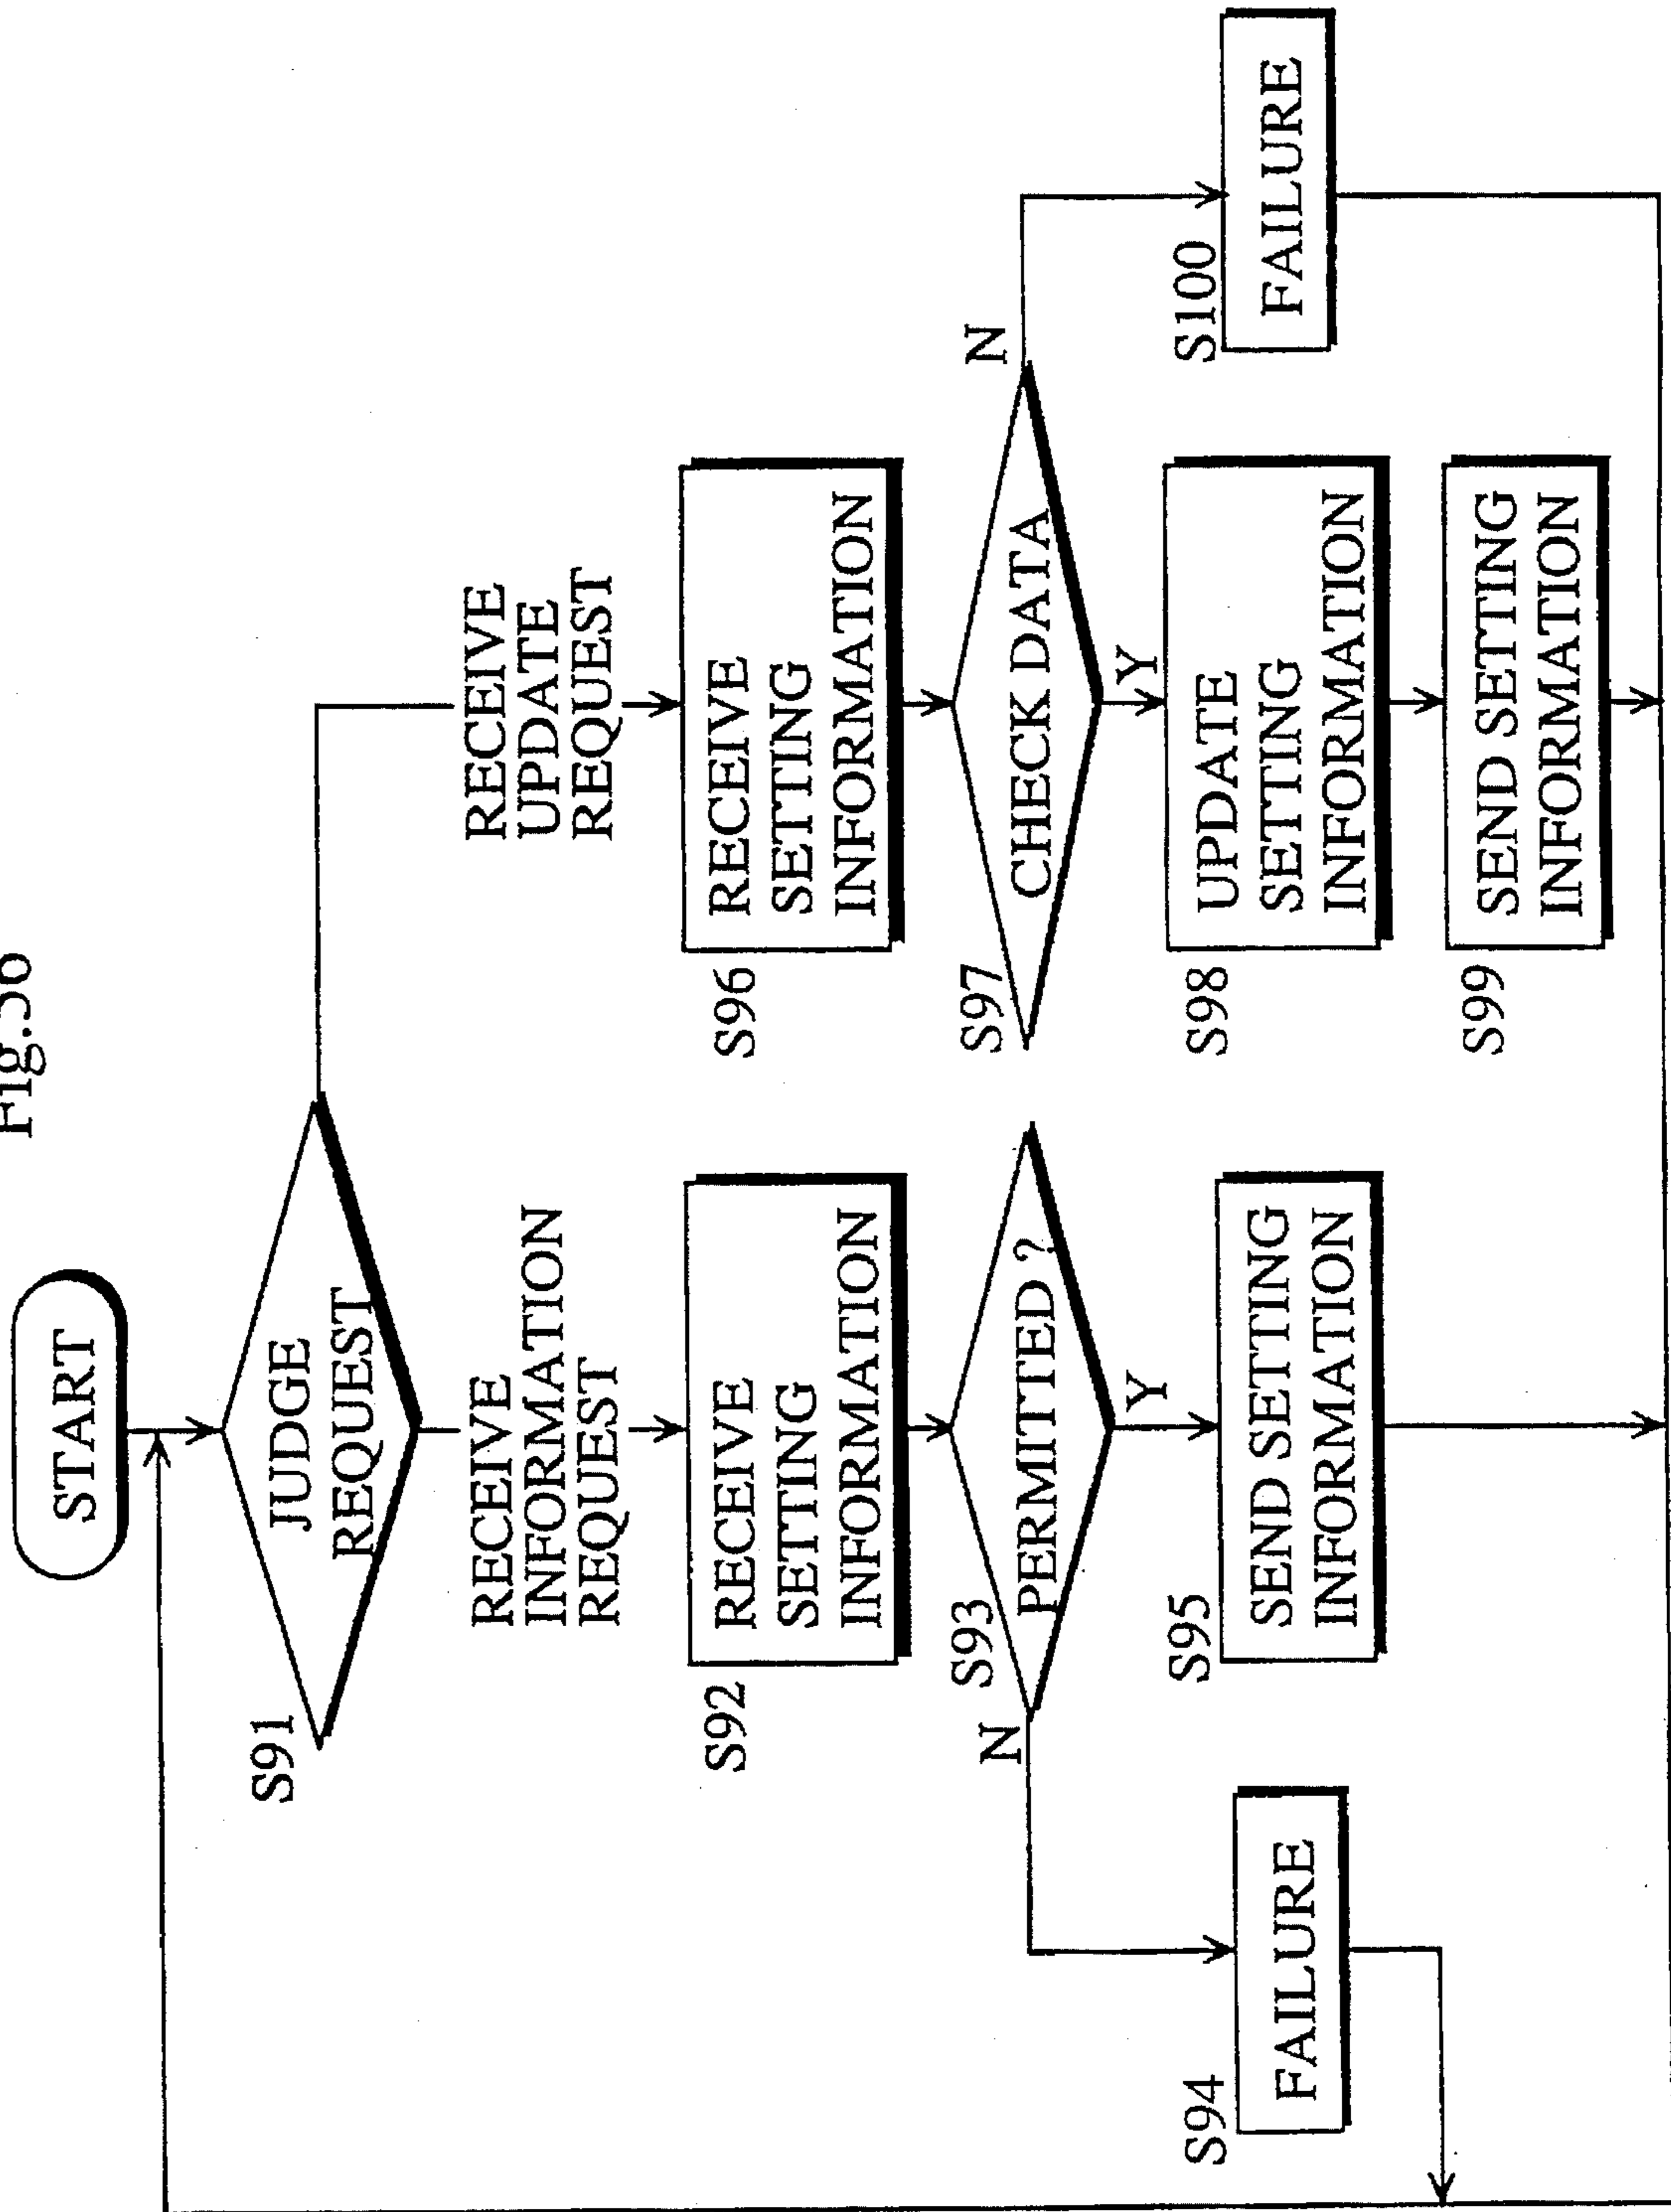 Fig.
START
S91
JUDGE
REQUEST
RECEIVE
INFORMATION
REQUEST
S92
RECEIVE
SETTING
INFORMATION
S93
PERMITTED ?
N
Y
S94
FAILURE
S95
SEND SETTING
INFORMATION
RECEIVE
UPDATE
REQUEST
S96
RECEIVE
SETTING
INFORMATION
S97
CHECK DATA
N
Y
S98
UPDATE
SETTING
INFORMATION
S99
SEND SETTING
INFORMATION
S100
FAILURE